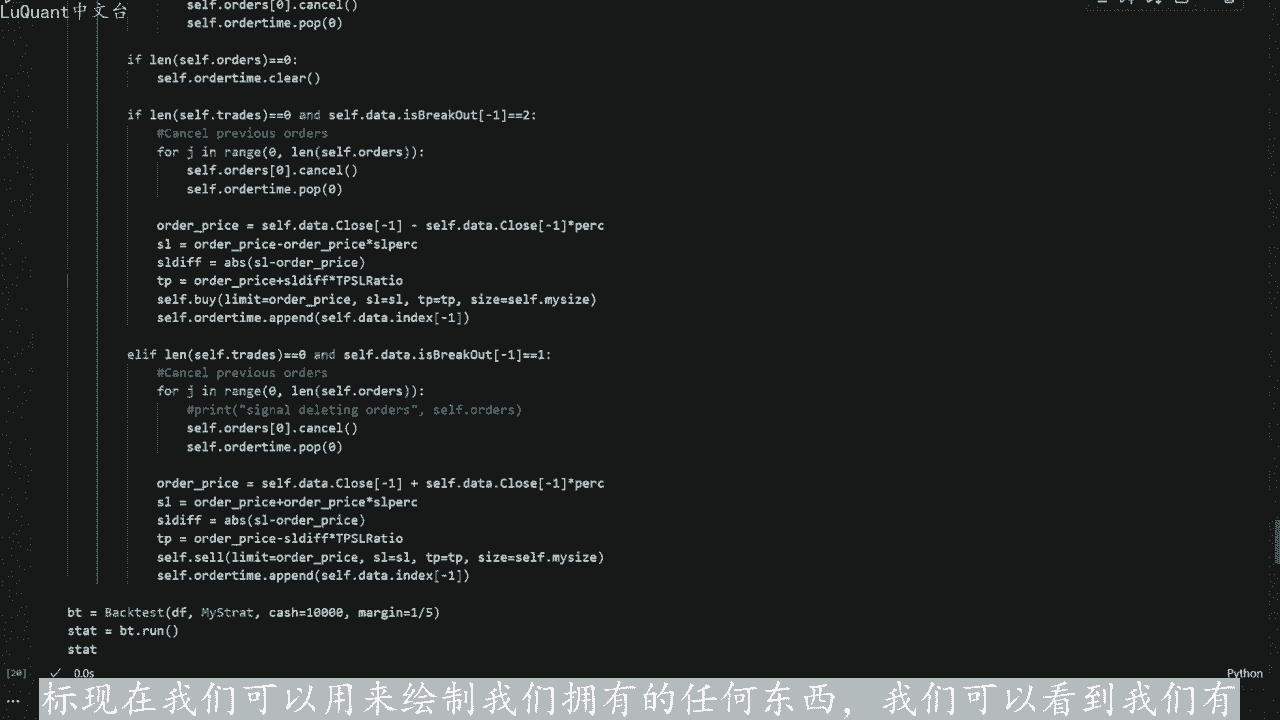 LuQuant中文台
self.orders[0].cancel()
self.ordertime.pop(0)
if len(self.orders)==0:
self.ordertime.clear()
if len(self.trades)==0 and self.data.isBreakOut[-1]==2:
#Cancel previous orders
for j in range(0, len(self.orders)):
self.orders[0].cancel()
self.ordertime.pop(0)
order_price = self.data.Close[-1] - self.data.Close[-1]*perc
sl = order_price-order_price*slperc
sldiff = abs(sl-order_price)
tp = order_price+sldiff*TPSLRatio
self.buy(limit=order_price, sl=sl, tp=tp, size=self.mysize)
self.ordertime.append(self.data.index[-1])
elif len(self.trades)==0 and self.data.isBreakOut[-1]==1:
#Cancel previous orders
for j in range(0, len(self.orders)):
#print("signal deleting orders", self.orders)
self.orders[0].cancel()
self.ordertime.pop(0)
order_price = self.data.Close[-1] + self.data.Close[-1]*perc
sl = order_price+order_price*slperc
sldiff = abs(sl-order_price)
tp = order_price-sldiff*TPSLRatio
self.sell(limit=order_price, sl=sl, tp=tp, size=self.mysize)
self.ordertime.append(self.data.index[-1])
bt = Backtest(df, MyStrat, cash=10000, margin=1/5)
stat = bt.run()
stat
[20] ✓ 0.0s Python
标现在我们可以用来绘制我们拥有的任何东西，我们可以看到我们有